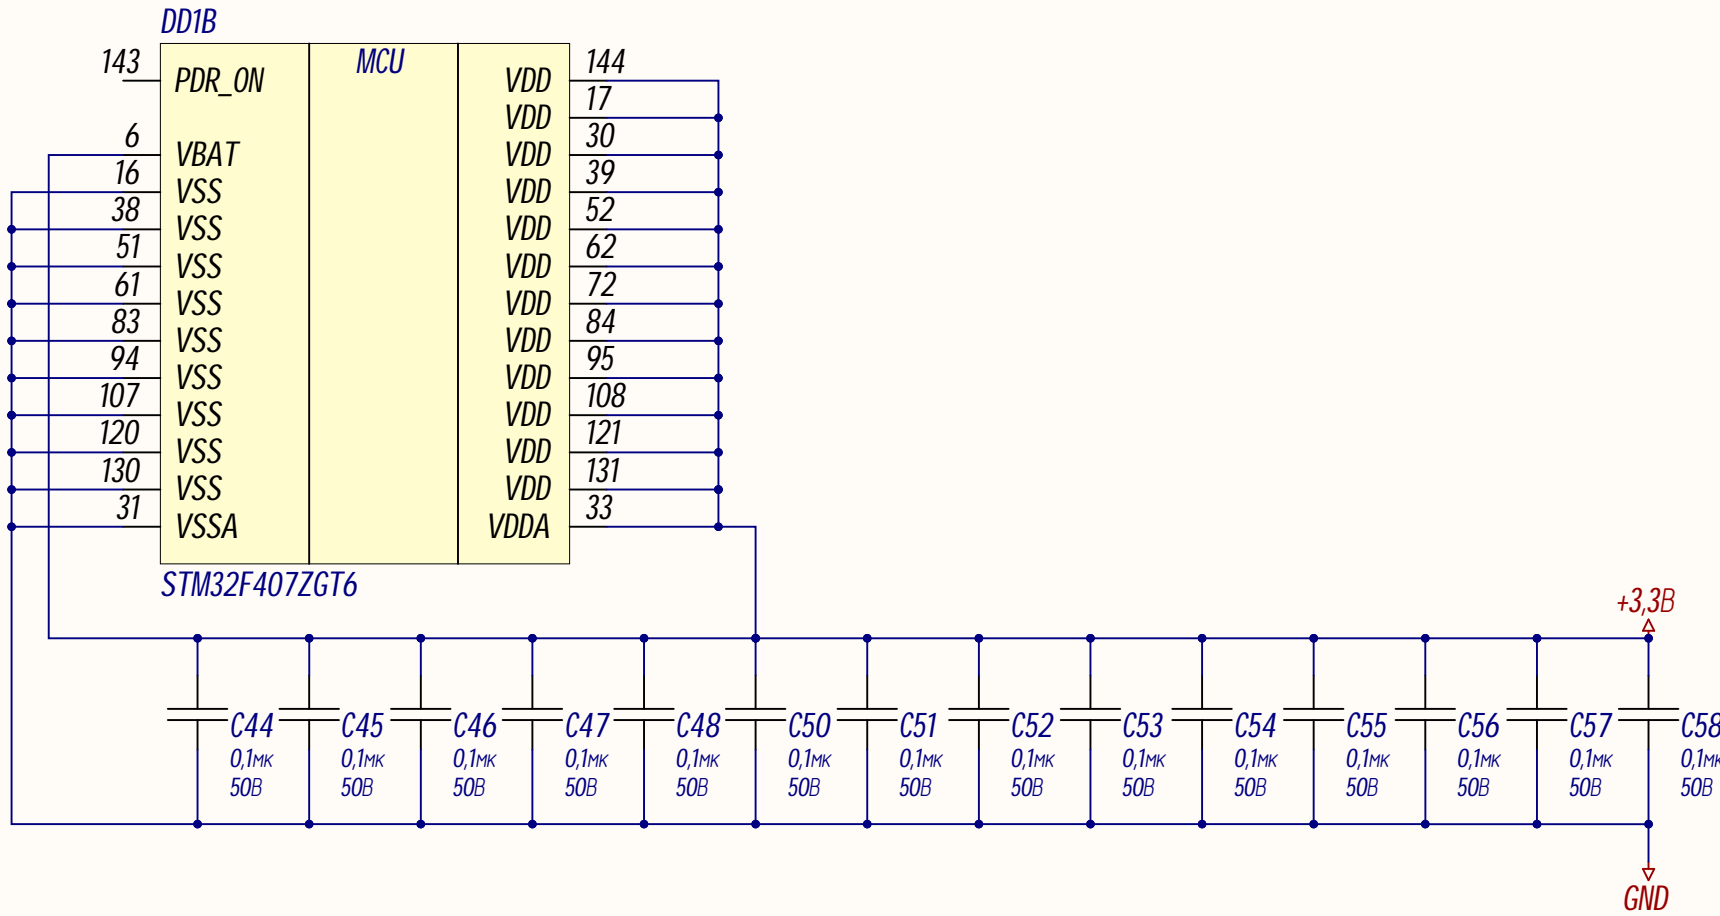 DD1B
MCU
143 PDR_ON VDD 144
VDD 17
6 VBAT VDD 30
16 VSS VDD 39
38 VSS VDD 52
51 VSS VDD 62
61 VSS VDD 72
83 VSS VDD 84
94 VSS VDD 95
107 VSS VDD 108
120 VSS VDD 121
130 VSS VDD 131
31 VSSA VDDA 33
STM32F407ZGT6
+3,3В
C44 C45 C46 C47 C48 C50 C51 C52 C53 C54 C55 C56 C57 C58
0,1мк 0,1мк 0,1мк 0,1мк 0,1мк 0,1мк 0,1мк 0,1мк 0,1мк 0,1мк 0,1мк 0,1мк 0,1мк 0,1мк
50В 50В 50В 50В 50В 50В 50В 50В 50В 50В 50В 50В 50В 50В
GND